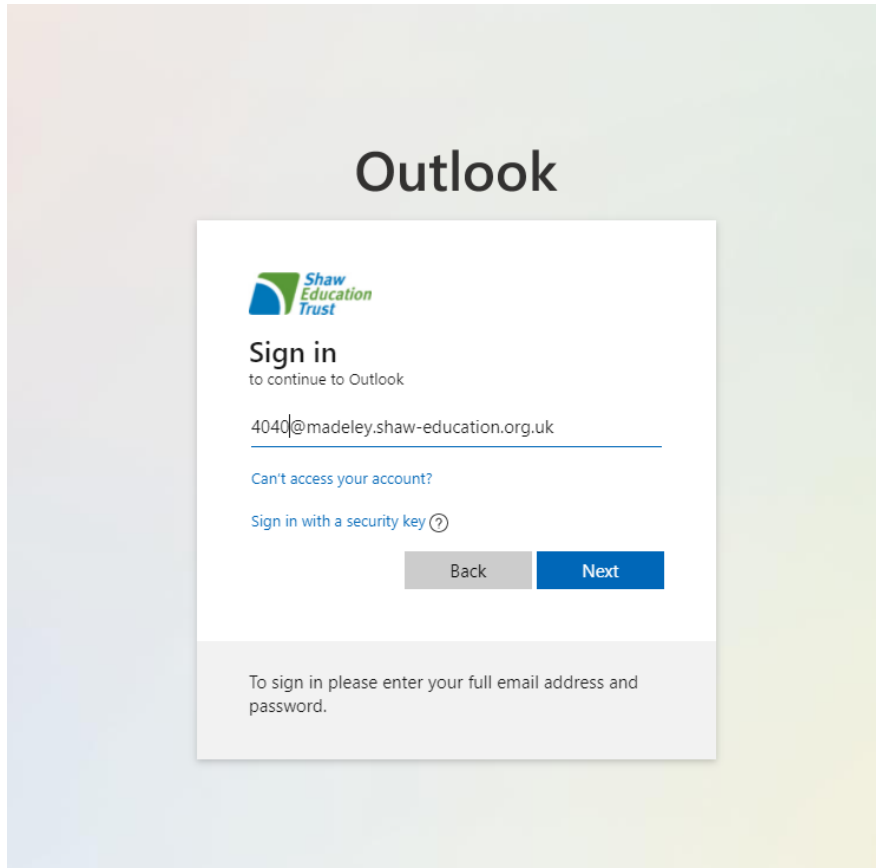 Outlook
Shaw
Education
Trust
Sign in
to continue to Outlook
4040@madeley.shaw-education.org.uk
Can't access your account?
Sign in with a security key ?
Back Next
To sign in please enter your full email address and
password.